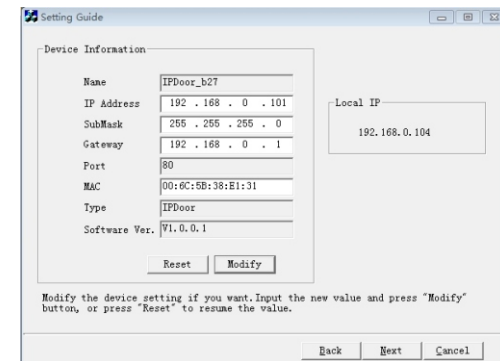 Setting Guide
Device Information
Name IPDoor_b27
IP Address 192 . 168 . 0 . 101
SubMask 255 . 255 . 255 . 0
Gateway 192 . 168 . 0 . 1
Port 80
MAC 00:6C:5B:38:E1:31
Type IPDoor
Software Ver. V1.0.0.1
Reset Modify
Local IP
192.168.0.104
Modify the device setting if you want.Input the new value and press "Modify"
button, or press "Reset" to resume the value.
Back Next Cancel